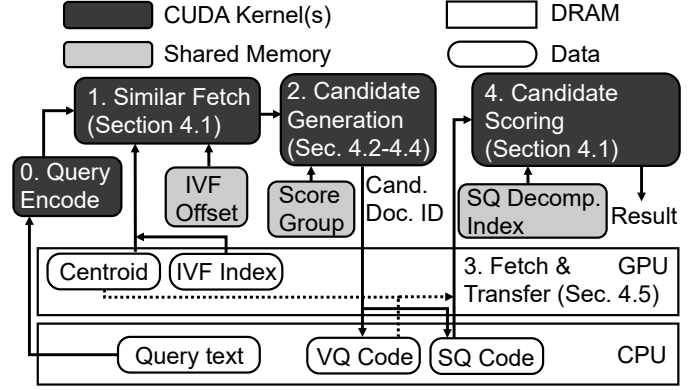 CUDA Kernel(s)
DRAM
Shared Memory
Data
1. Similar Fetch
(Section 4.1)
2. Candidate
Generation
(Sec. 4.2-4.4)
4. Candidate
Scoring
(Section 4.1)
0. Query
Encode
IVF
Offset
Score
Group
Cand.
Doc. ID
SQ Decomp.
Index
Result
Centroid
IVF Index
3. Fetch &
Transfer (Sec. 4.5)
GPU
Query text
VQ Code
SQ Code
CPU